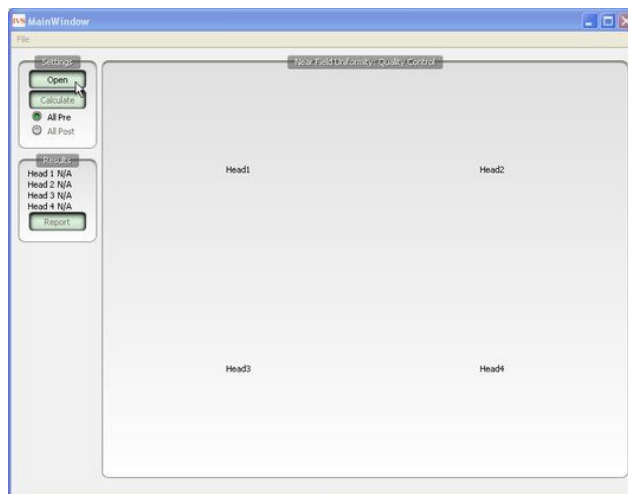 IVS MainWindow
File
Settings
Open
Calculate
All Pre
All Post
Results
Head 1 N/A
Head 2 N/A
Head 3 N/A
Head 4 N/A
Report
Near Field Uniformity: Quality Control
Head1
Head2
Head3
Head4